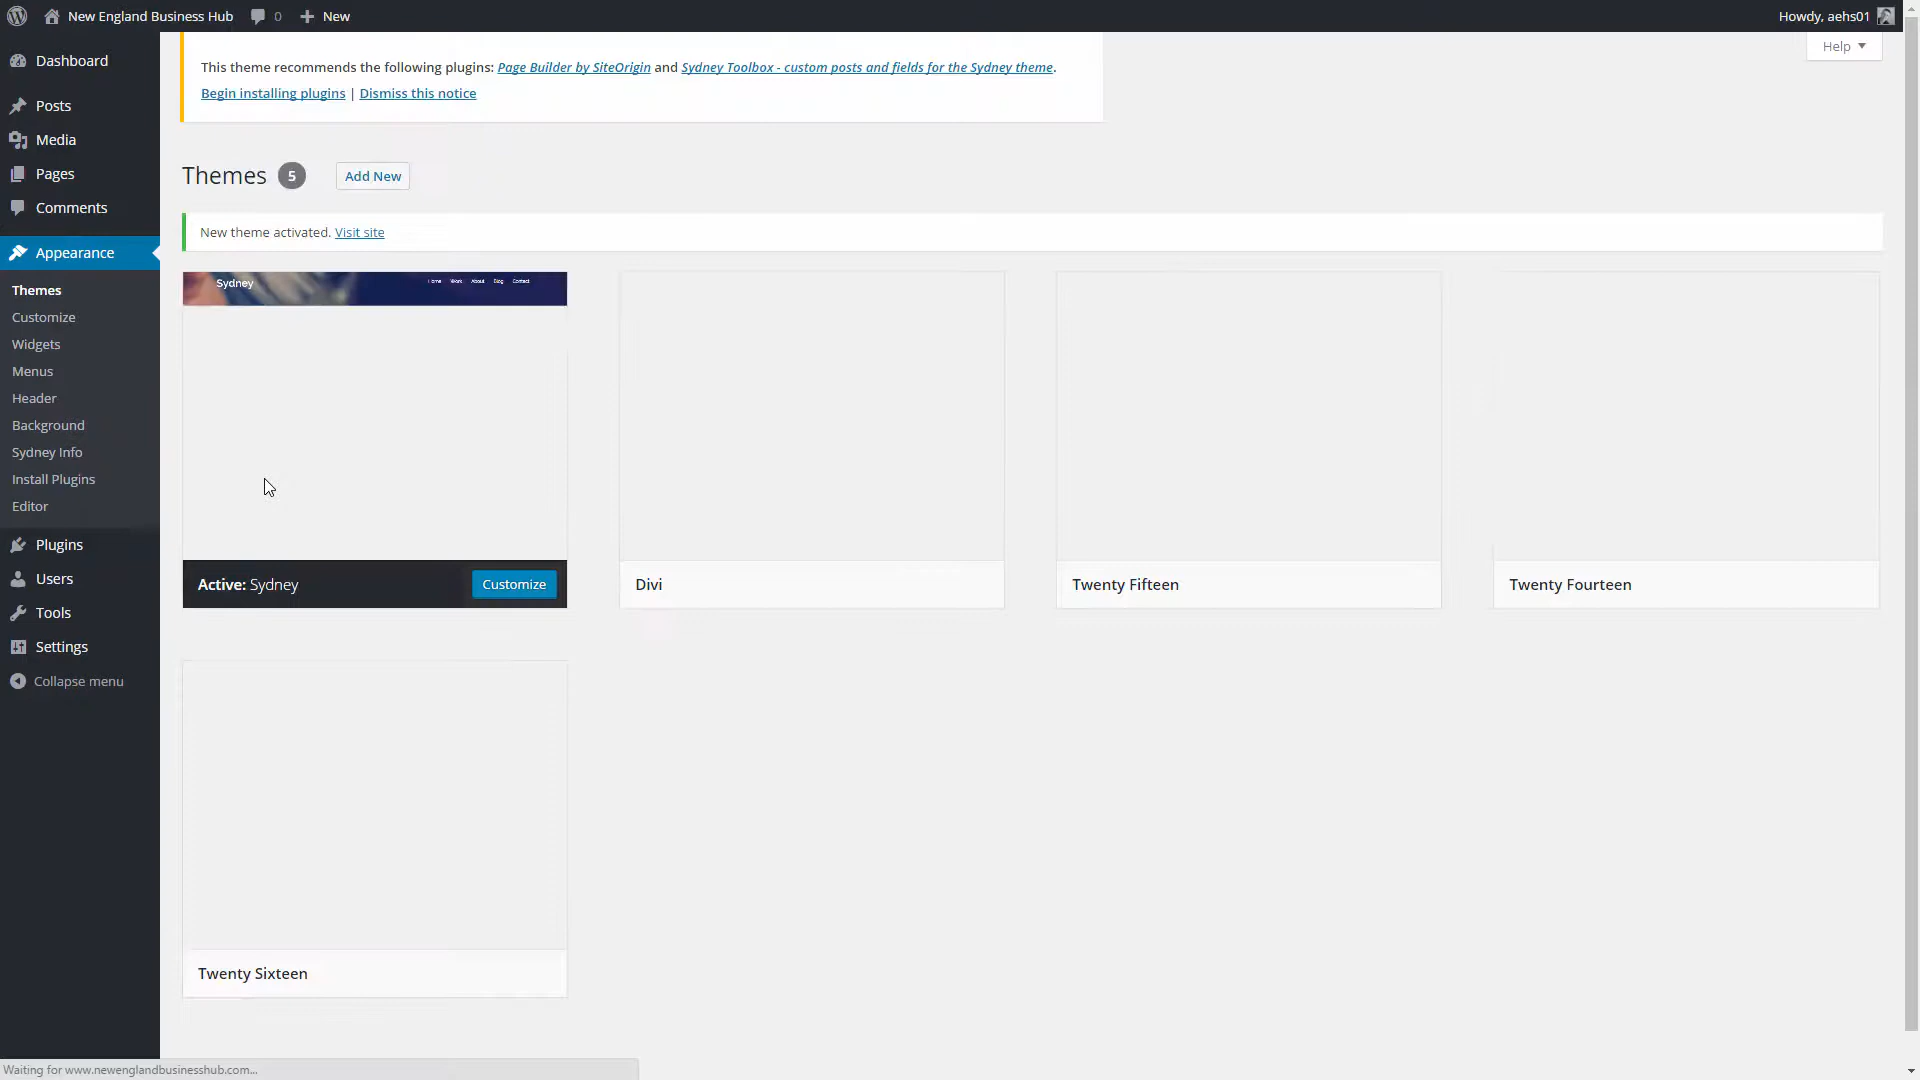 New England Business Hub
0
New
Howdy, aehs01
Help
Dashboard
Posts
Media
Pages
Comments
Appearance
Themes
Customize
Widgets
Menus
Header
Background
Sydney Info
Install Plugins
Editor
Plugins
Users
Tools
Settings
Collapse menu
This theme recommends the following plugins: Page Builder by SiteOrigin and Sydney Toolbox - custom posts and fields for the Sydney theme.
Begin installing plugins | Dismiss this notice
Themes 5 Add New
New theme activated. Visit site
Sydney Home Work About Blog Contact
Active: Sydney Customize
Divi
Twenty Fifteen
Twenty Fourteen
Twenty Sixteen
Waiting for www.newenglandbusinesshub.com...